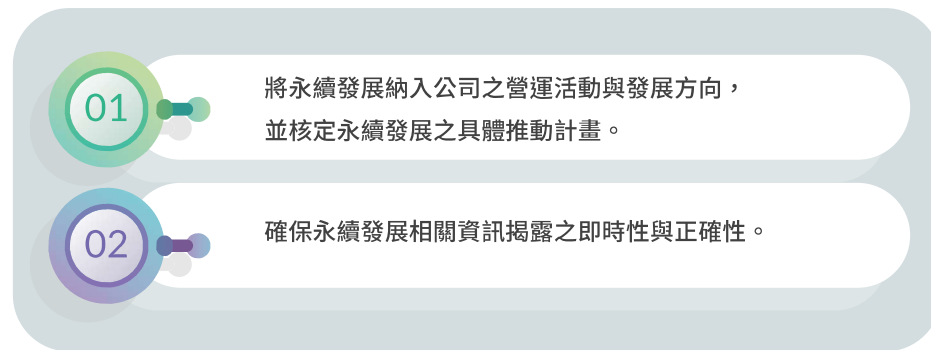 01
將永續發展納入公司之營運活動與發展方向，
並核定永續發展之具體推動計畫。
02
確保永續發展相關資訊揭露之即時性與正確性。